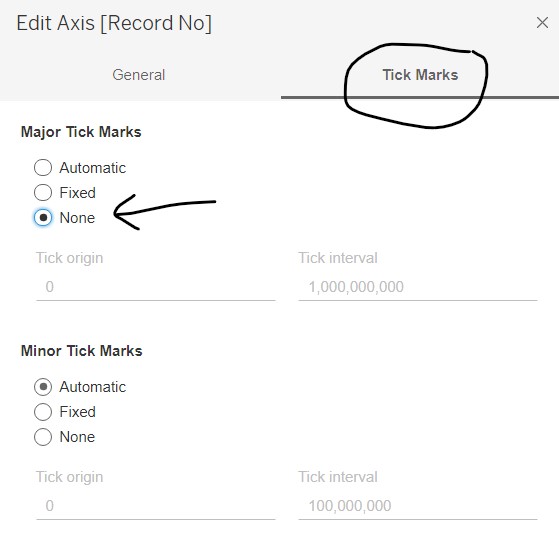 Edit Axis [Record No]
General
Tick Marks
Major Tick Marks
Automatic
Fixed
None
Tick origin
Tick interval
0
1,000,000,000
Minor Tick Marks
Automatic
Fixed
None
Tick origin
Tick interval
0
100,000,000